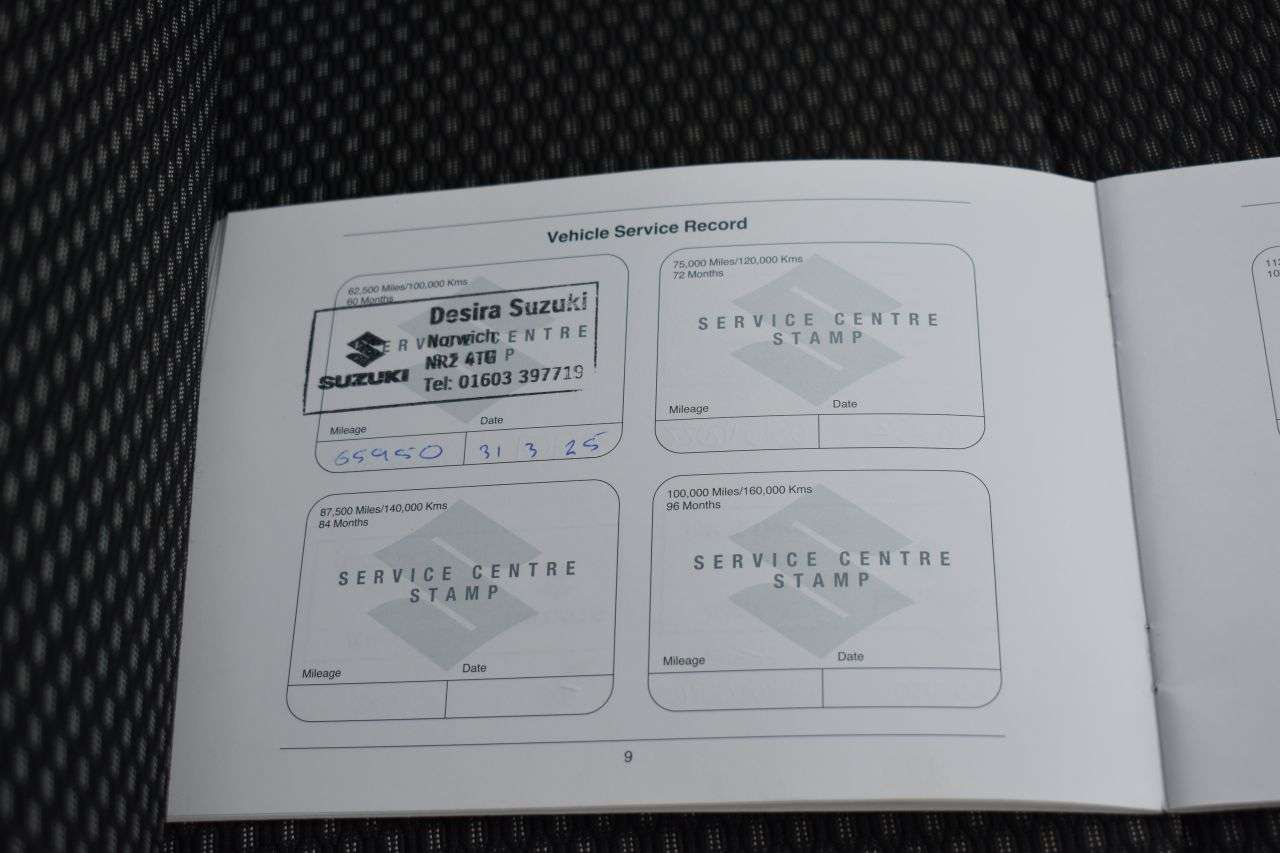 Vehicle Service Record
62,500 Miles/100,000 Kms
60 Months
SERVICE CENTRE
Desira Suzuki
Norwich
NR2 4TG
Tel: 01603 397719
SUZUKI
Mileage
Date
65950
31 3 25
75,000 Miles/120,000 Kms
72 Months
SERVICE CENTRE
STAMP
Mileage
Date
87,500 Miles/140,000 Kms
84 Months
SERVICE CENTRE
STAMP
Mileage
Date
100,000 Miles/160,000 Kms
96 Months
SERVICE CENTRE
STAMP
Mileage
Date
9